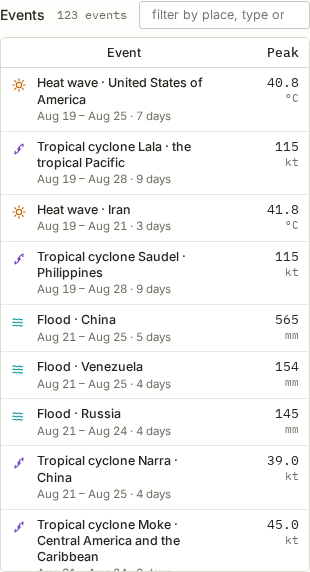 Events 123 events filter by place, type or
Event Peak
Heat wave · United States of 40.8
America °C
Aug 19 – Aug 25 · 7 days
Tropical cyclone Lala · the 115
tropical Pacific kt
Aug 19 – Aug 28 · 9 days
Heat wave · Iran 41.8
Aug 19 – Aug 21 · 3 days °C
Tropical cyclone Saudel · 115
Philippines kt
Aug 19 – Aug 28 · 9 days
Flood · China 565
Aug 21 – Aug 25 · 5 days mm
Flood · Venezuela 154
Aug 21 – Aug 25 · 4 days mm
Flood · Russia 145
Aug 21 – Aug 24 · 4 days mm
Tropical cyclone Narra · 39.0
China kt
Aug 21 – Aug 25 · 4 days
Tropical cyclone Moke · 45.0
Central America and the kt
Caribbean